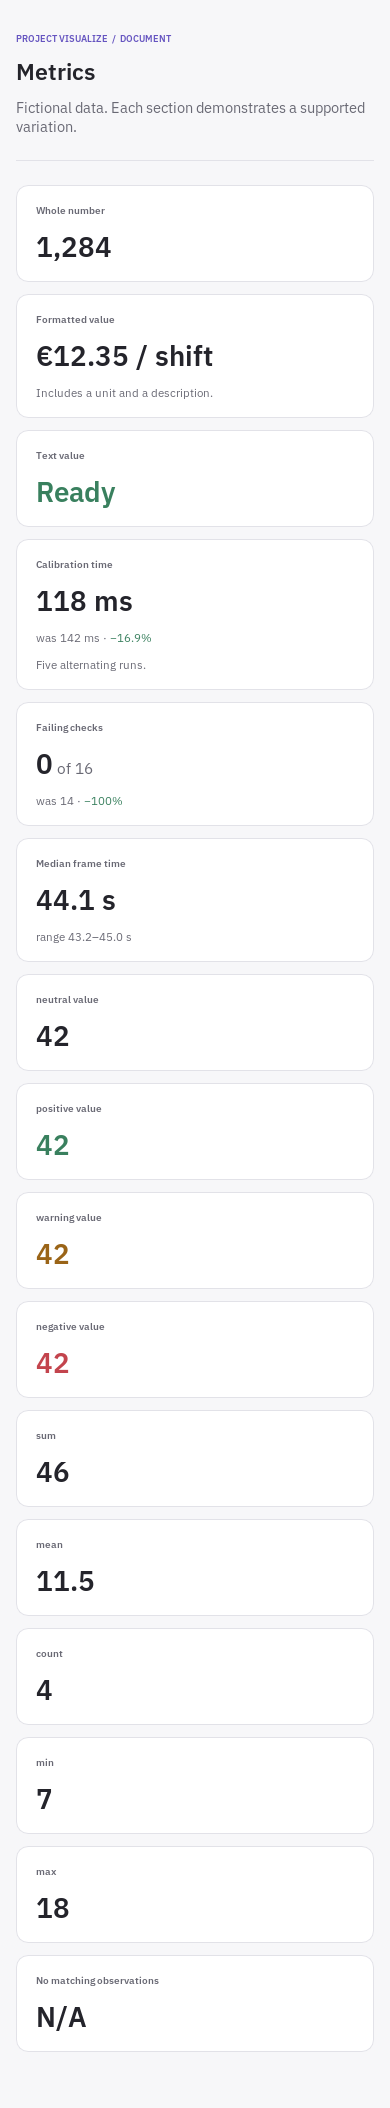 PROJECT VISUALIZE / DOCUMENT
Metrics
Fictional data. Each section demonstrates a supported
variation.
Whole number
1,284
Formatted value
€12.35 / shift
Includes a unit and a description.
Text value
Ready
Calibration time
118 ms
was 142 ms · −16.9%
Five alternating runs.
Failing checks
0 of 16
was 14 · −100%
Median frame time
44.1 s
range 43.2–45.0 s
neutral value
42
positive value
42
warning value
42
negative value
42
sum
46
mean
11.5
count
4
min
7
max
18
No matching observations
N/A